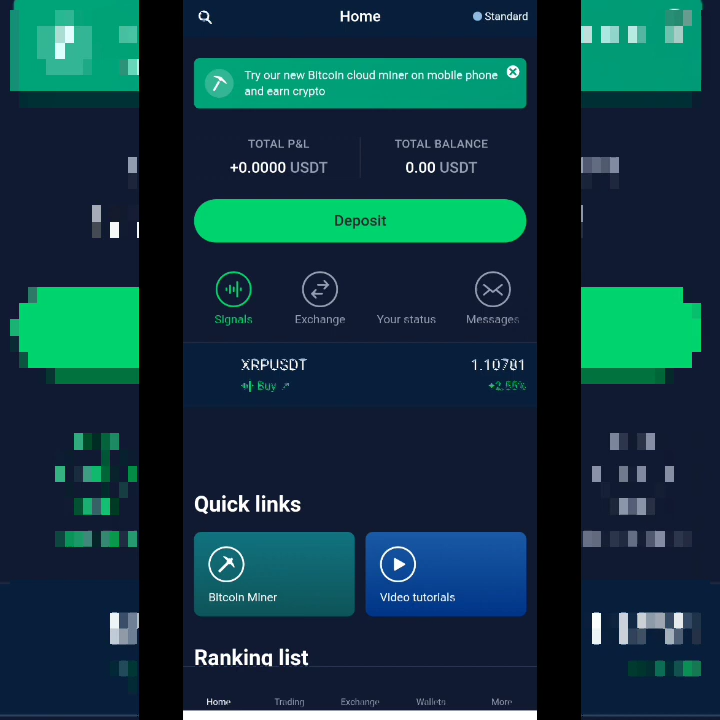 Home
Standard
Try our new Bitcoin cloud miner on mobile phone
and earn crypto
TOTAL P&L
TOTAL BALANCE
+0.0000 USDT
0.00 USDT
Deposit
Signals
Exchange
Your status
Messages
XRPUSDT
1.10781
Buy
+2.55%
Quick links
Bitcoin Miner
Video tutorials
Ranking list
Home
Trading
Exchange
Wallets
More